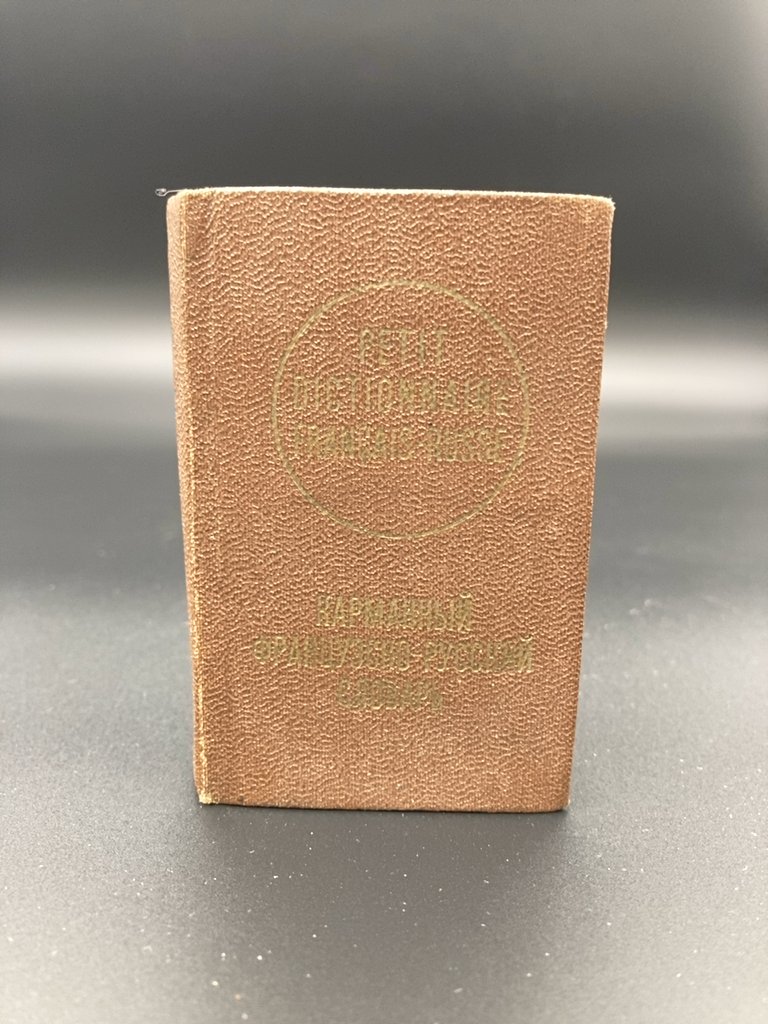 PETIT
DICTIONNAIRE
FRANÇAIS-RUSSE
КАРМАННЫЙ
ФРАНЦУЗСКО-РУССКИЙ
СЛОВАРЬ